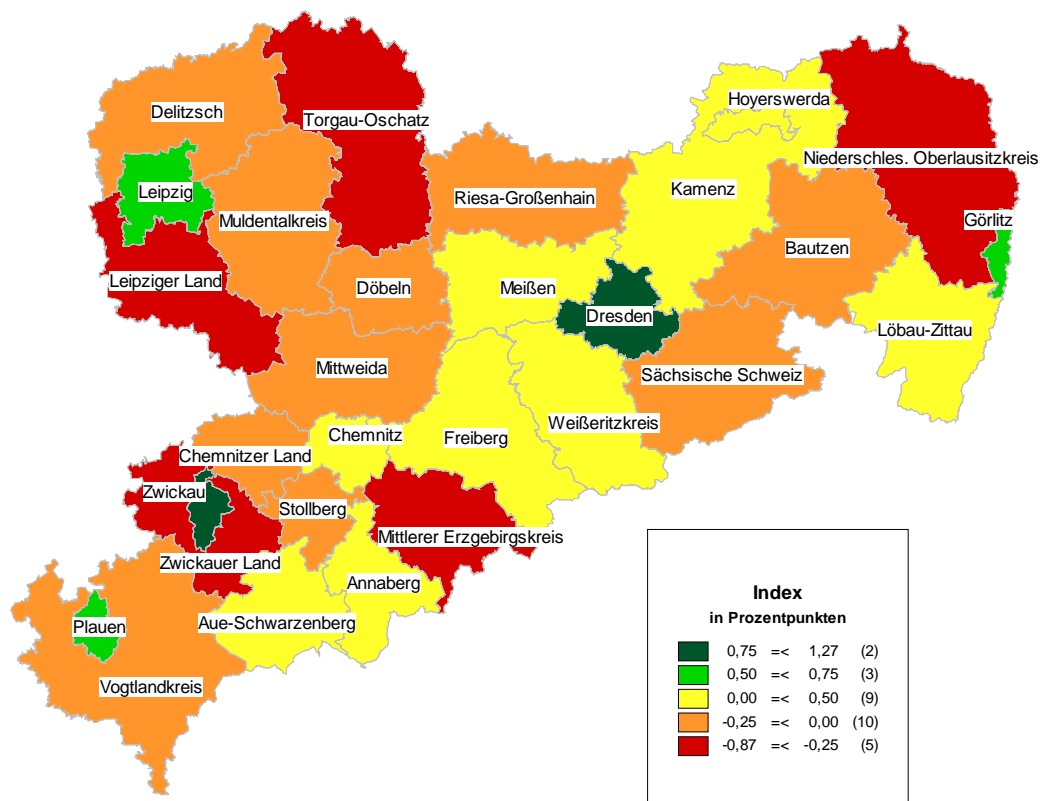 Delitzsch
Torgau-Oschatz
Hoyerswerda
Niederschles. Oberlausitzkreis
Leipzig
Kamenz
Riesa-Großenhain
Muldentalkreis
Görlitz
Bautzen
Leipziger Land
Döbeln
Meißen
Dresden
Löbau-Zittau
Mittweida
Sächsische Schweiz
Weißeritzkreis
Chemnitz
Freiberg
Chemnitzer Land
Zwickau
Stollberg
Mittlerer Erzgebirgskreis
Zwickauer Land
Annaberg
Aue-Schwarzenberg
Plauen
Vogtlandkreis
Index
in Prozentpunkten
0,75 =< 1,27 (2)
0,50 =< 0,75 (3)
0,00 =< 0,50 (9)
-0,25 =< 0,00 (10)
-0,87 =< -0,25 (5)